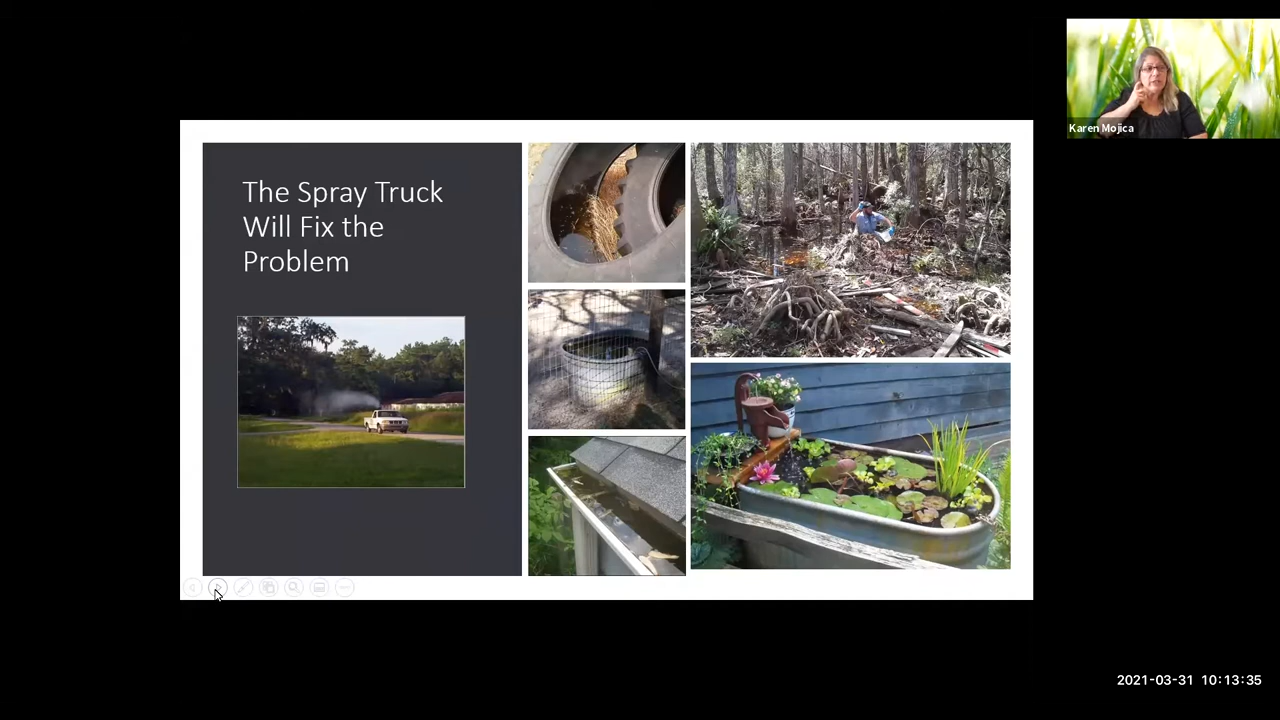 The Spray Truck
Will Fix the
Problem
Karen Mojica
2021-03-31 10:13:35